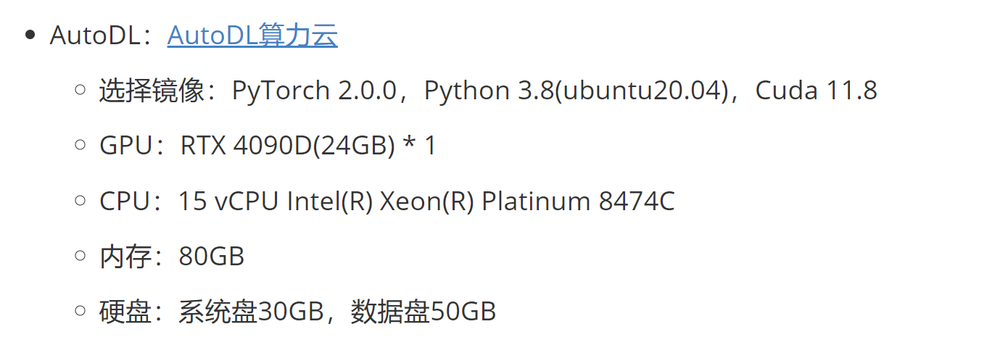 AutoDL：AutoDL算力云
选择镜像：PyTorch 2.0.0，Python 3.8(ubuntu20.04)，Cuda 11.8
GPU：RTX 4090D(24GB) * 1
CPU：15 vCPU Intel(R) Xeon(R) Platinum 8474C
内存：80GB
硬盘：系统盘30GB，数据盘50GB